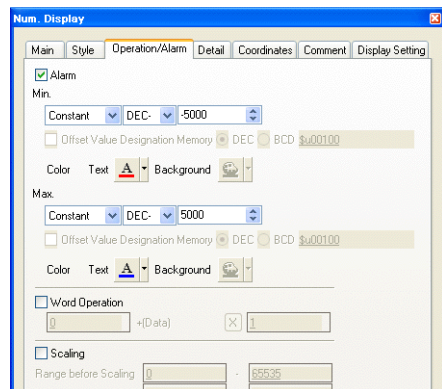 Num. Display
Main Style Operation/Alarm Detail Coordinates Comment Display Setting
Alarm
Min.
Constant DEC- -5000
Offset Value Designation Memory DEC BCD $u00100
Color Text A Background
Max.
Constant DEC- 5000
Offset Value Designation Memory DEC BCD $u00100
Color Text A Background
Word Operation
0 +(Data) X 1
Scaling
Range before Scaling 0 - 65535